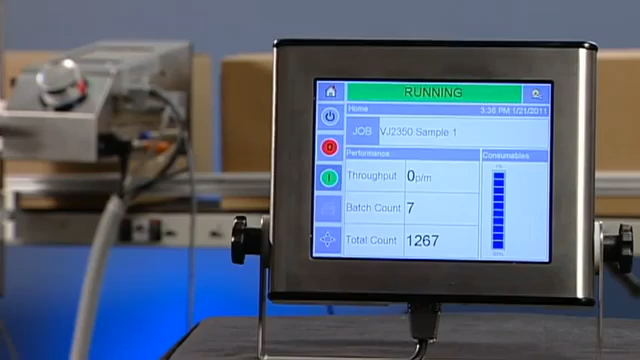 RUNNING
Home 3:36 PM 1/21/2011
JOB VJ2350 Sample 1
Performance Consumables
Throughput 0p/m
Batch Count 7
Total Count 1267